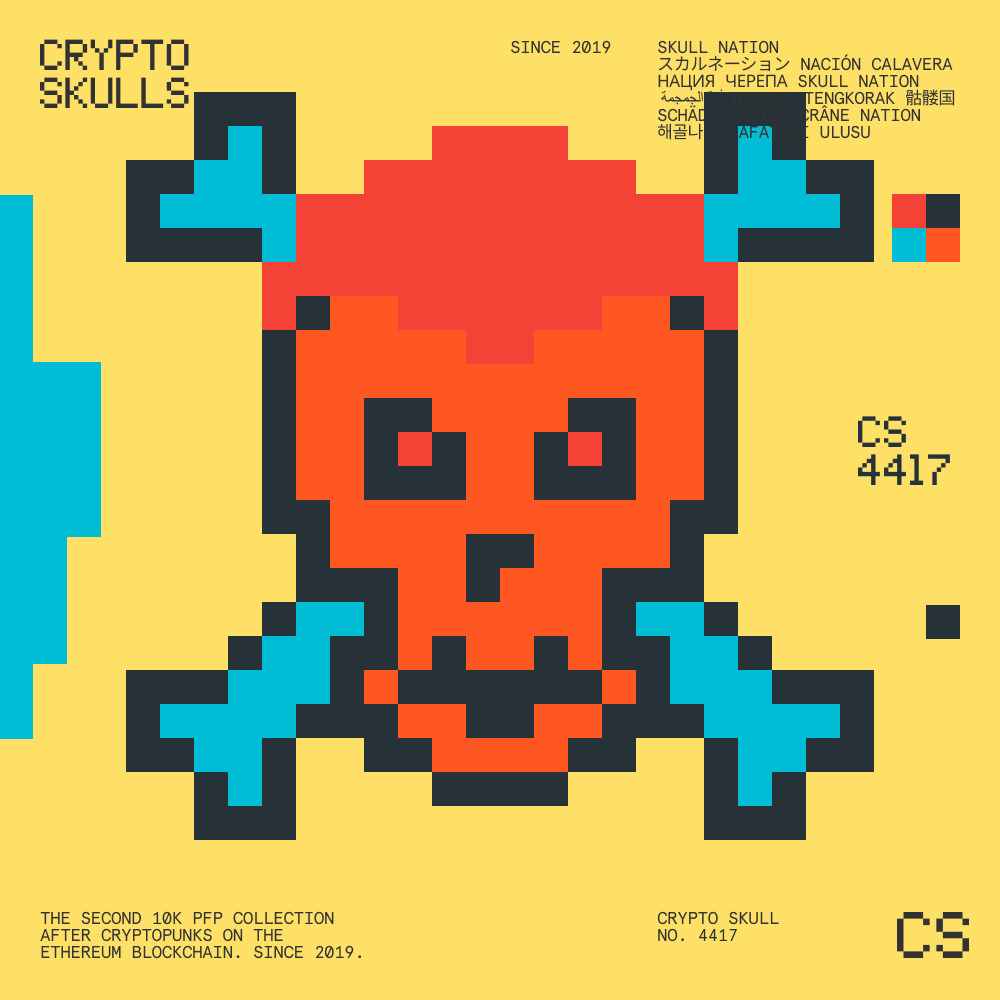 CRYPTO
SKULLS
SINCE 2019
SKULL NATION
スカルネーション NACIÓN CALAVERA
НАЦИЯ ЧЕРЕПА SKULL NATION
الجمجمة TENGKORAK 骷髅国
CRÂNE NATION
해골나 ULUSU
CS
4417
THE SECOND 10K PFP COLLECTION
AFTER CRYPTOPUNKS ON THE
ETHEREUM BLOCKCHAIN. SINCE 2019.
CRYPTO SKULL
NO. 4417
CS